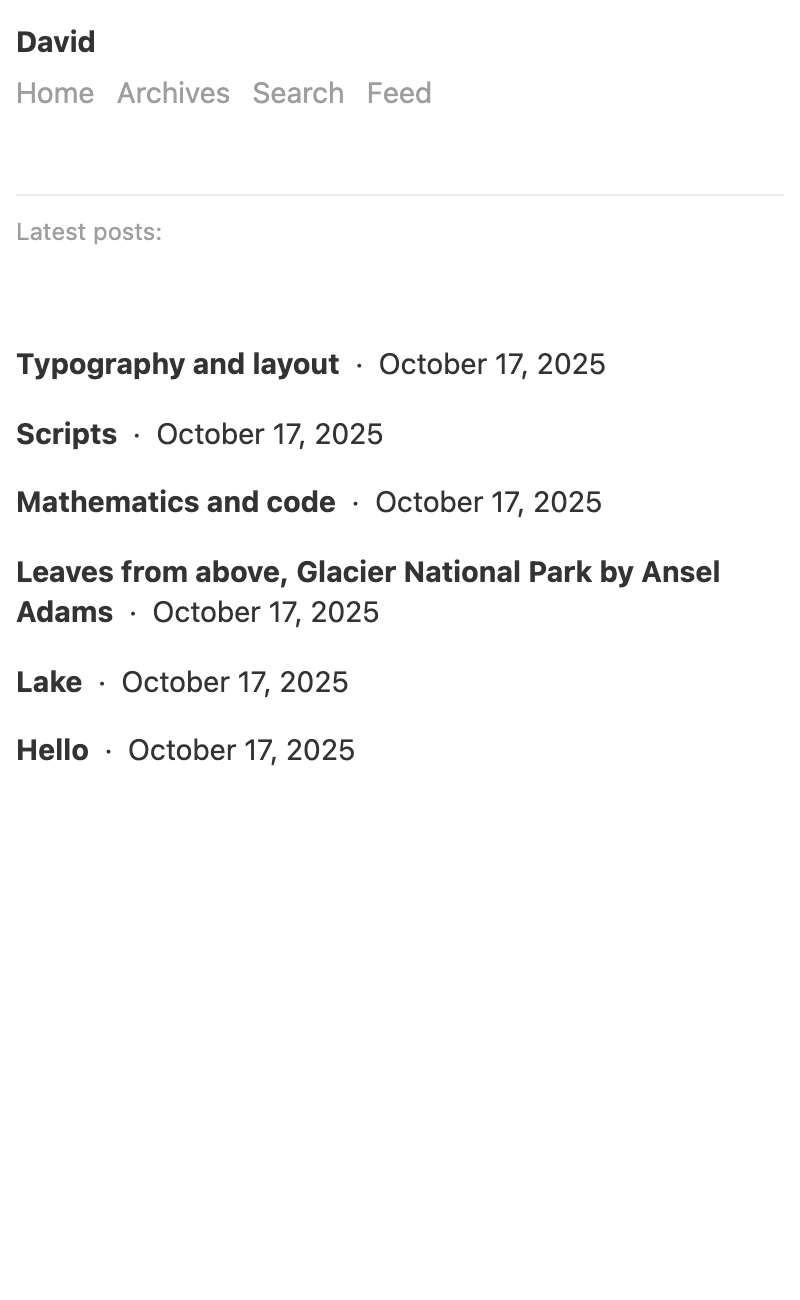 David
Home Archives Search Feed
Latest posts:
Typography and layout · October 17, 2025
Scripts · October 17, 2025
Mathematics and code · October 17, 2025
Leaves from above, Glacier National Park by Ansel
Adams · October 17, 2025
Lake · October 17, 2025
Hello · October 17, 2025